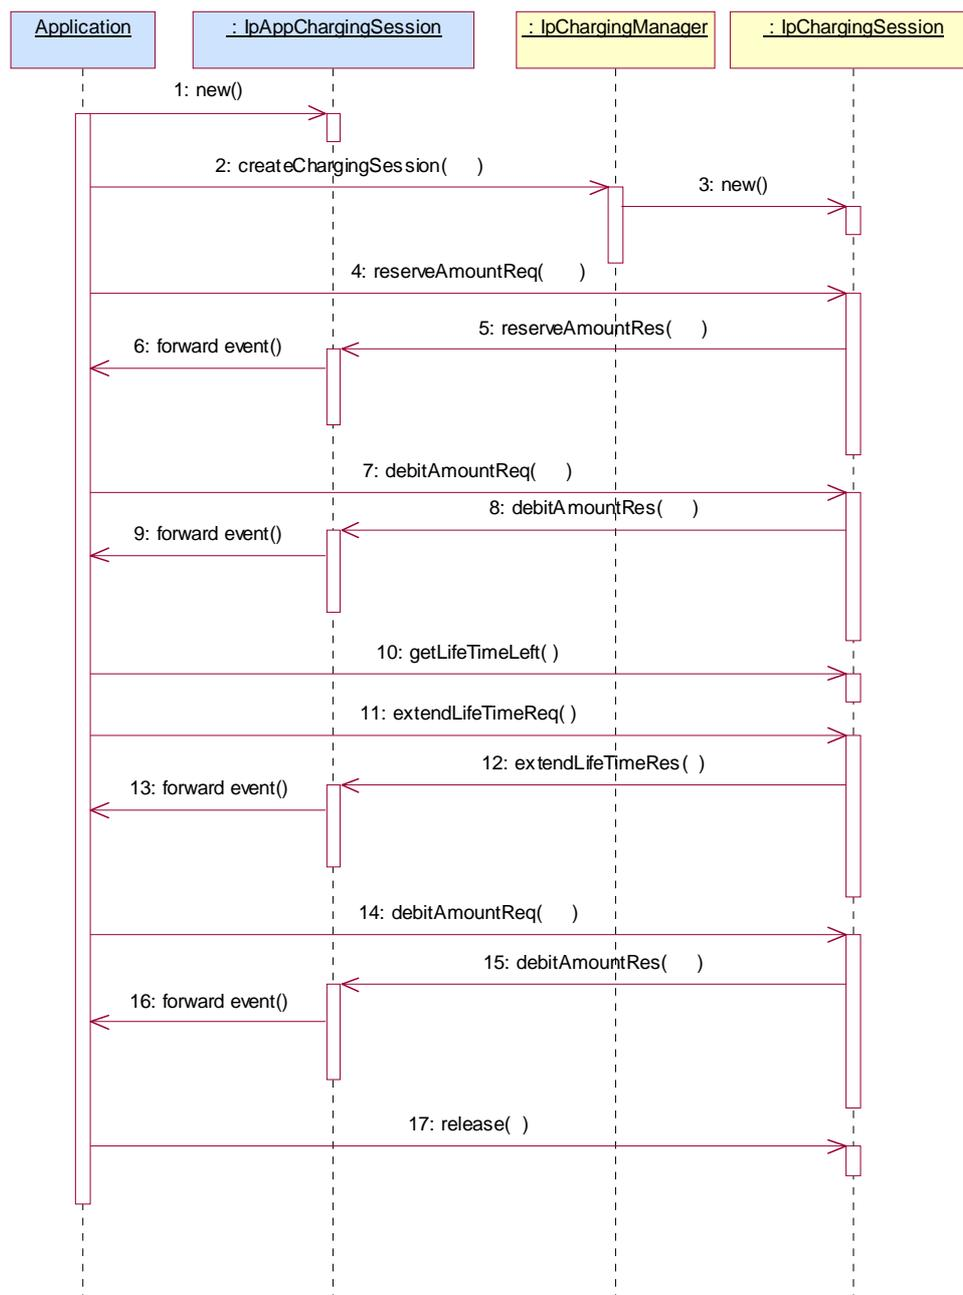 Application
: IpAppChargingSession
: IpChargingManager
: IpChargingSession
1: new()
2: createChargingSession( )
3: new()
4: reserveAmountReq( )
5: reserveAmountRes( )
6: forward event()
7: debitAmountReq( )
8: debitAmountRes( )
9: forward event()
10: getLifeTimeLeft( )
11: extendLifeTimeReq( )
12: extendLifeTimeRes( )
13: forward event()
14: debitAmountReq( )
15: debitAmountRes( )
16: forward event()
17: release( )